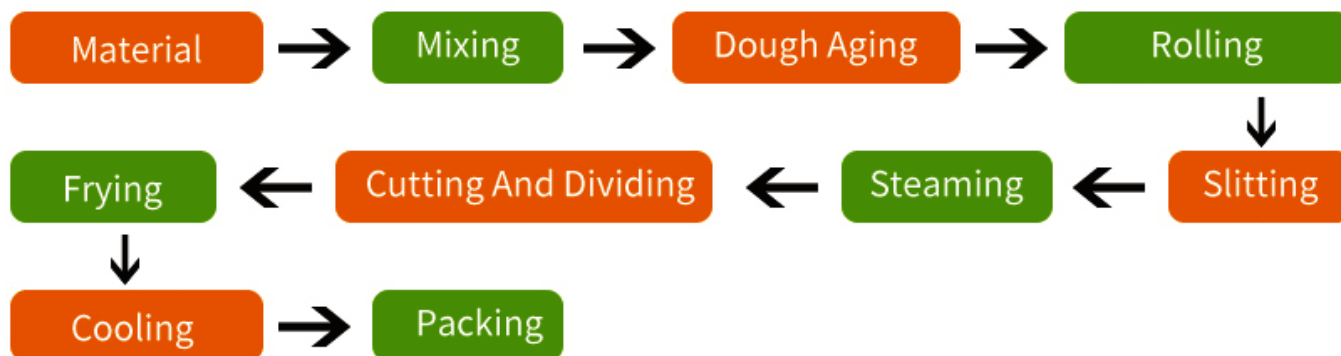 Material
Mixing
Dough Aging
Rolling
Slitting
Steaming
Cutting And Dividing
Frying
Cooling
Packing